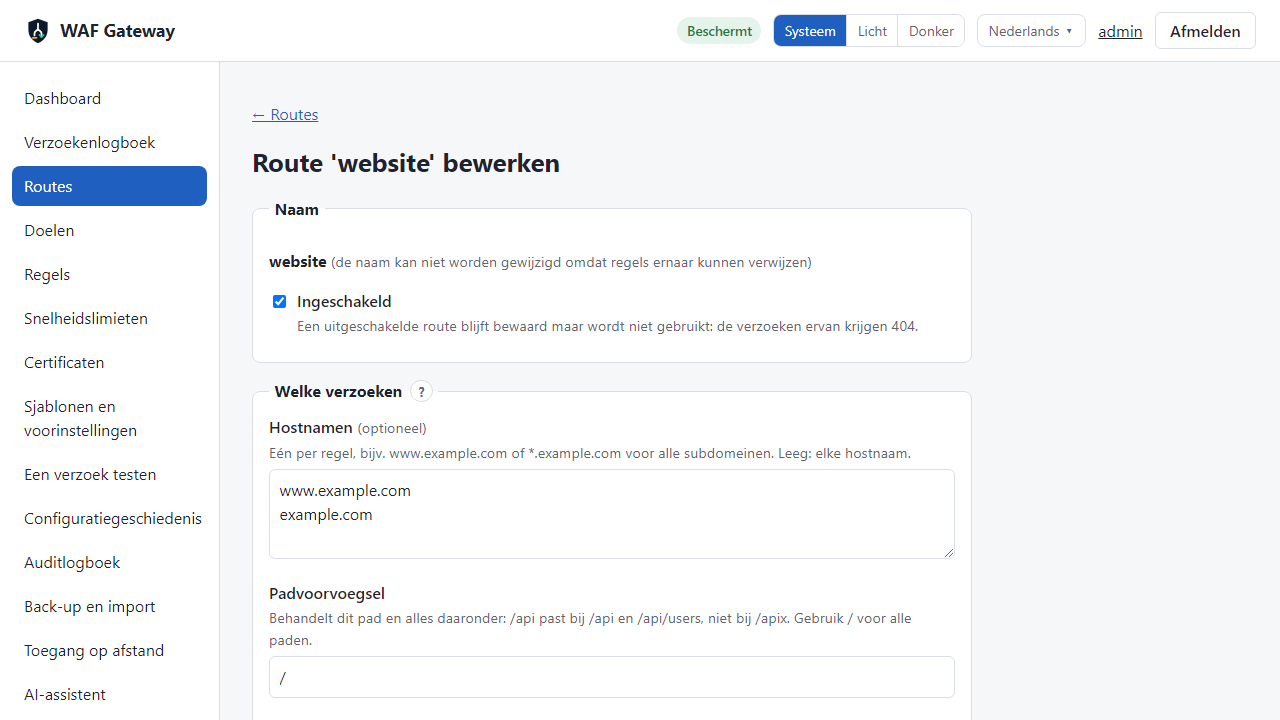 WAF Gateway
Beschermt
Systeem
Licht
Donker
Nederlands ▾
admin
Afmelden
Dashboard
Verzoekenlogboek
Routes
Doelen
Regels
Snelheidslimieten
Certificaten
Sjablonen en
voorinstellingen
Een verzoek testen
Configuratiegeschiedenis
Auditlogboek
Back-up en import
Toegang op afstand
AI-assistent
← Routes
Route 'website' bewerken
Naam
website (de naam kan niet worden gewijzigd omdat regels ernaar kunnen verwijzen)
Ingeschakeld
Een uitgeschakelde route blijft bewaard maar wordt niet gebruikt: de verzoeken ervan krijgen 404.
Welke verzoeken ?
Hostnamen (optioneel)
Eén per regel, bijv. www.example.com of *.example.com voor alle subdomeinen. Leeg: elke hostnaam.
www.example.com
example.com
Padvoorvoegsel
Behandelt dit pad en alles daaronder: /api past bij /api en /api/users, niet bij /apix. Gebruik / voor alle
paden.
/